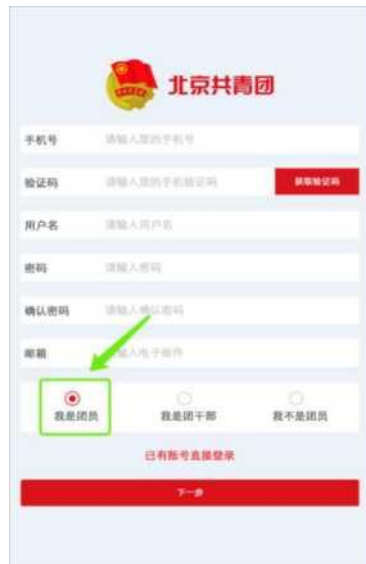 北京共青团
手机号 请输入您的手机号
验证码 请输入您的手机验证码 获取验证码
用户名 请输入用户名
密码 请输入密码
确认密码 请输入确认密码
邮箱 输入电子邮件
我是团员 我是团干部 我不是团员
已有账号直接登录
下一步